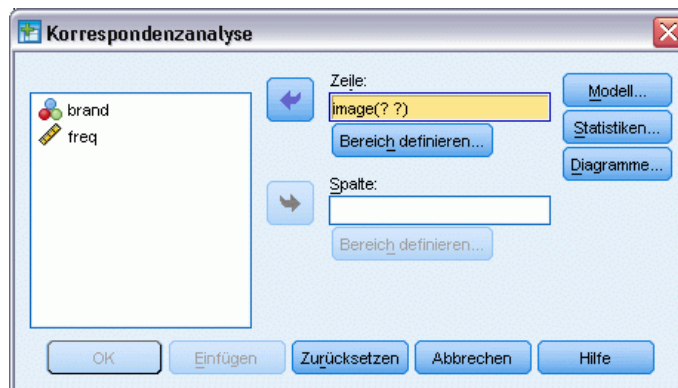 Korrespondenzanalyse
brand
freq
Zeile:
image(? ?)
Bereich definieren...
Spalte:
Bereich definieren...
Modell...
Statistiken...
Diagramme...
OK
Einfügen
Zurücksetzen
Abbrechen
Hilfe